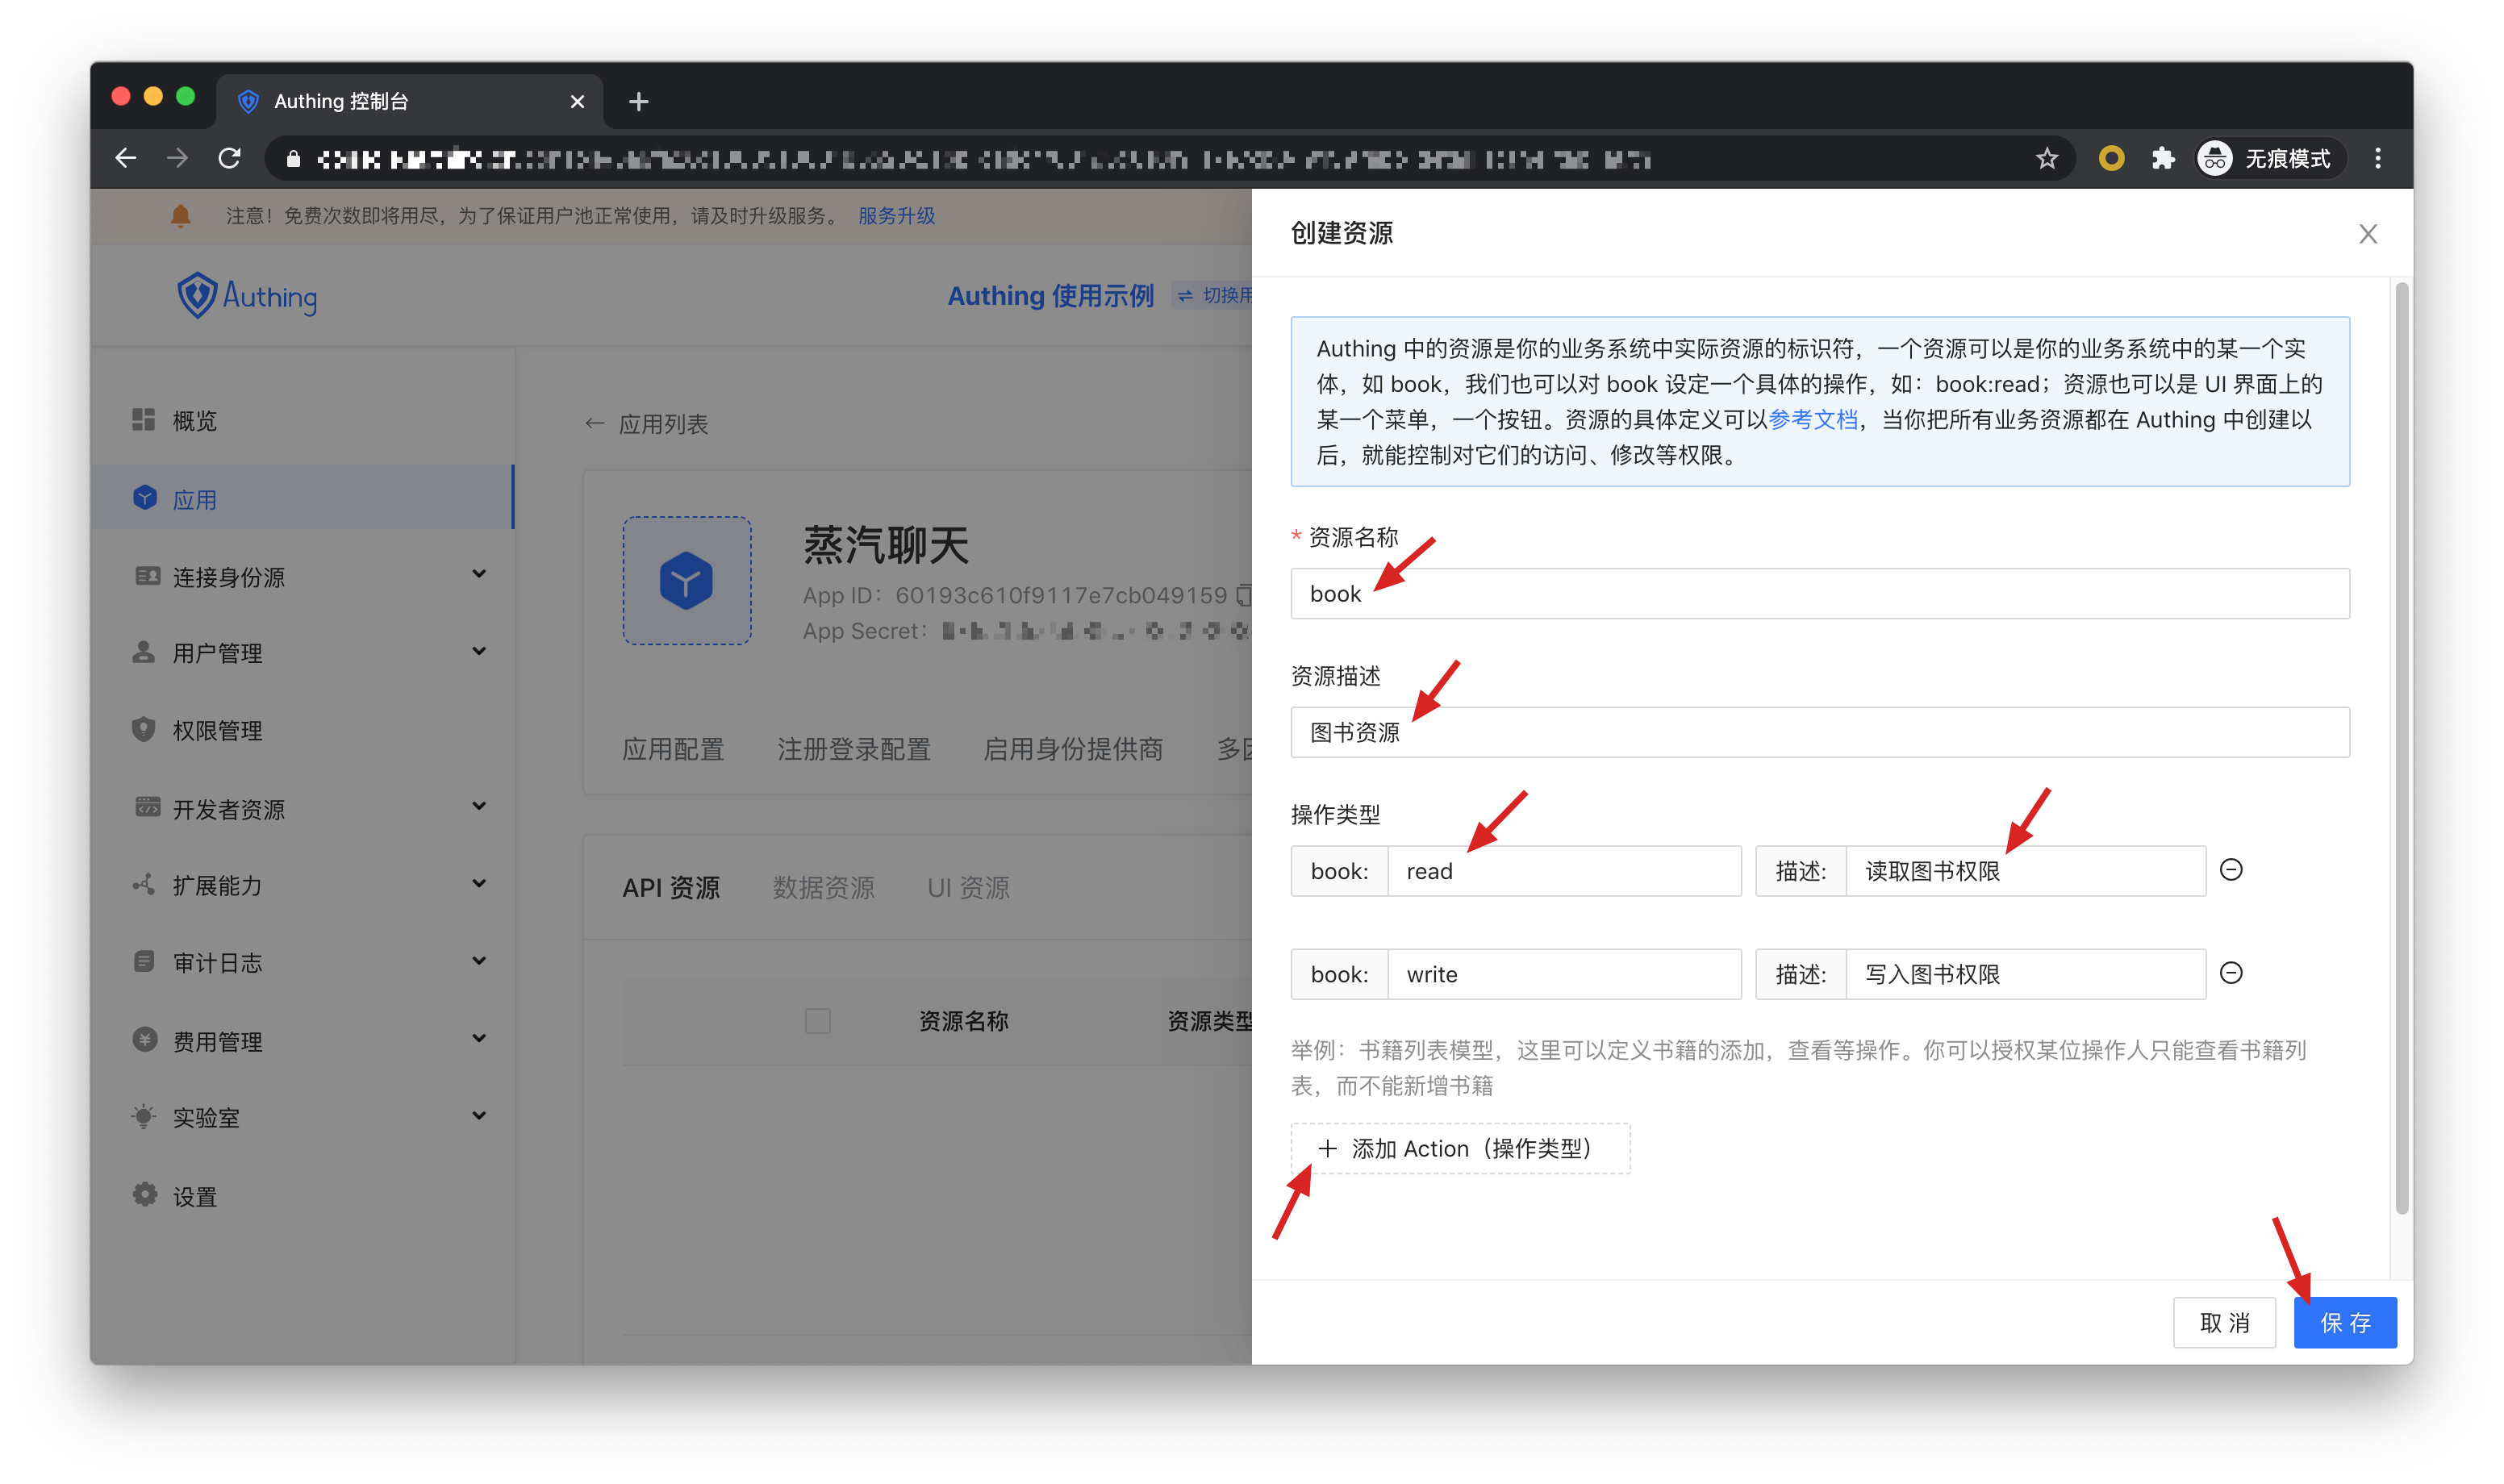 Authing 控制台
无痕模式
注意！免费次数即将用尽，为了保证用户池正常使用，请及时升级服务。 服务升级
Authing
Authing 使用示例
切换用
概览
应用
连接身份源
用户管理
权限管理
开发者资源
扩展能力
审计日志
费用管理
实验室
设置
← 应用列表
蒸汽聊天
App ID：60193c610f9117e7cb049159
App Secret：
应用配置 注册登录配置 启用身份提供商
API 资源 数据资源 UI 资源
资源名称 资源类型
创建资源
Authing 中的资源是你的业务系统中实际资源的标识符，一个资源可以是你的业务系统中的某一个实
体，如 book，我们也可以对 book 设定一个具体的操作，如：book:read；资源也可以是 UI 界面上的
某一个菜单，一个按钮。资源的具体定义可以参考文档，当你把所有业务资源都在 Authing 中创建以
后，就能控制对它们的访问、修改等权限。
* 资源名称
book
资源描述
图书资源
操作类型
book: read 描述: 读取图书权限
book: write 描述: 写入图书权限
举例：书籍列表模型，这里可以定义书籍的添加，查看等操作。你可以授权某位操作人只能查看书籍列
表，而不能新增书籍
+ 添加 Action（操作类型）
取 消 保 存